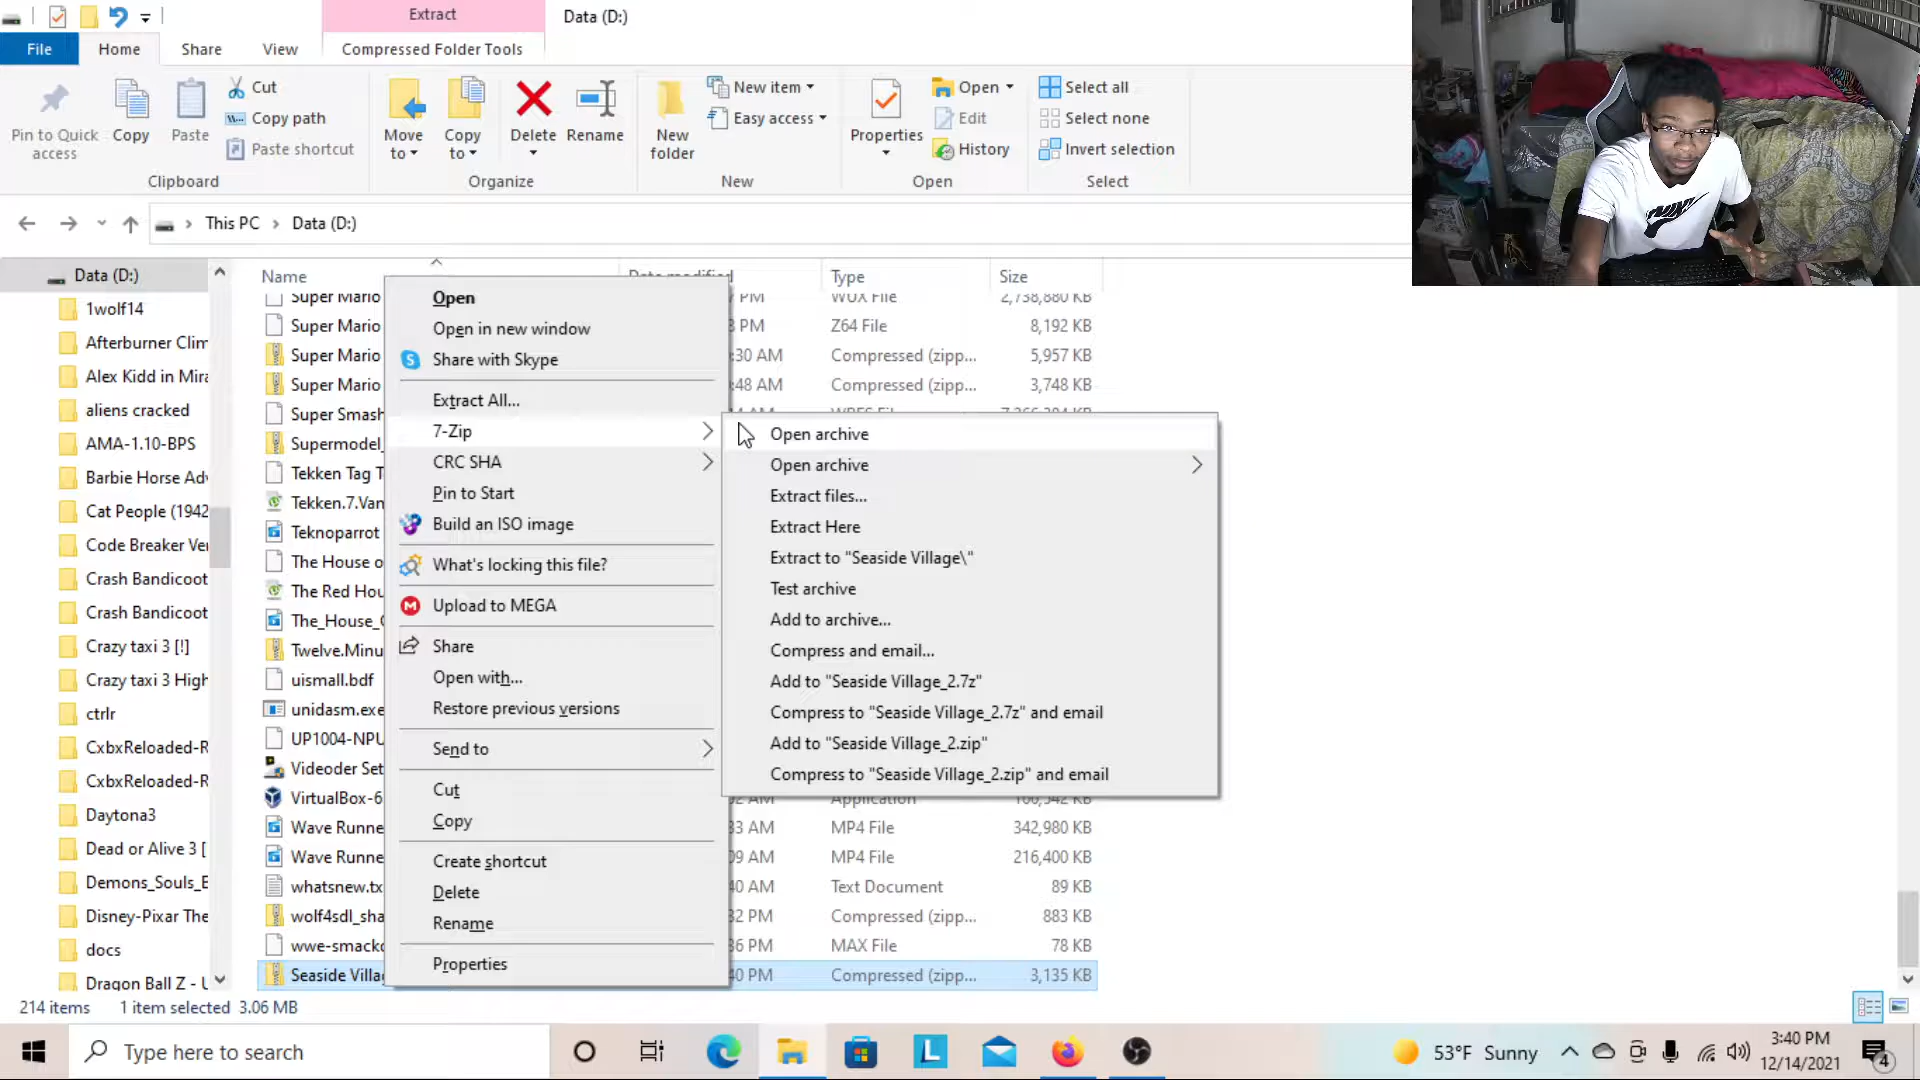 Extract
Data (D:)
File
Home
Share
View
Compressed Folder Tools
Pin to Quick access
Copy
Paste
Cut
Copy path
Paste shortcut
Clipboard
Move to
Copy to
Delete
Rename
Organize
New folder
New item
Easy access
New
Properties
Open
Edit
History
Open
Select all
Select none
Invert selection
Select
This PC
Data (D:)
Data (D:)
1wolf14
Afterburner Clim
Alex Kidd in Mira
aliens cracked
AMA-1.10-BPS
Barbie Horse Adv
Cat People (1942
Code Breaker Ver
Crash Bandicoot
Crash Bandicoot
Crazy taxi 3 [!]
Crazy taxi 3 High
ctrlr
CxbxReloaded-R
CxbxReloaded-R
Daytona3
Dead or Alive 3 [
Demons_Souls_E
Disney-Pixar The
docs
Dragon Ball Z - U
Name
Date modified
Type
Size
Super Mario
7 PM
WUX File
2,738,880 KB
Super Mario
3 PM
Z64 File
8,192 KB
Super Mario
:30 AM
Compressed (zipp...
5,957 KB
Super Mario
:48 AM
Compressed (zipp...
3,748 KB
Super Smash
Supermodel_
Tekken Tag T
Tekken.7.Van
Teknoparrot
The House o
The Red Hou
The_House_
Twelve.Minu
uismall.bdf
unidasm.exe
UP1004-NPU
Videoder Set
VirtualBox-6
Application
Wave Runne
33 AM
MP4 File
342,980 KB
Wave Runne
09 AM
MP4 File
216,400 KB
whatsnew.tx
40 AM
Text Document
89 KB
wolf4sdl_sha
32 PM
Compressed (zipp...
883 KB
wwe-smackd
36 PM
MAX File
78 KB
Seaside Villa
40 PM
Compressed (zipp...
3,135 KB
Open
Open in new window
Share with Skype
Extract All...
7-Zip
CRC SHA
Pin to Start
Build an ISO image
What's locking this file?
Upload to MEGA
Share
Open with...
Restore previous versions
Send to
Cut
Copy
Create shortcut
Delete
Rename
Properties
Open archive
Open archive
Extract files...
Extract Here
Extract to "Seaside Village\"
Test archive
Add to archive...
Compress and email...
Add to "Seaside Village_2.7z"
Compress to "Seaside Village_2.7z" and email
Add to "Seaside Village_2.zip"
Compress to "Seaside Village_2.zip" and email
214 items
1 item selected 3.06 MB
Type here to search
53°F Sunny
3:40 PM
12/14/2021
4